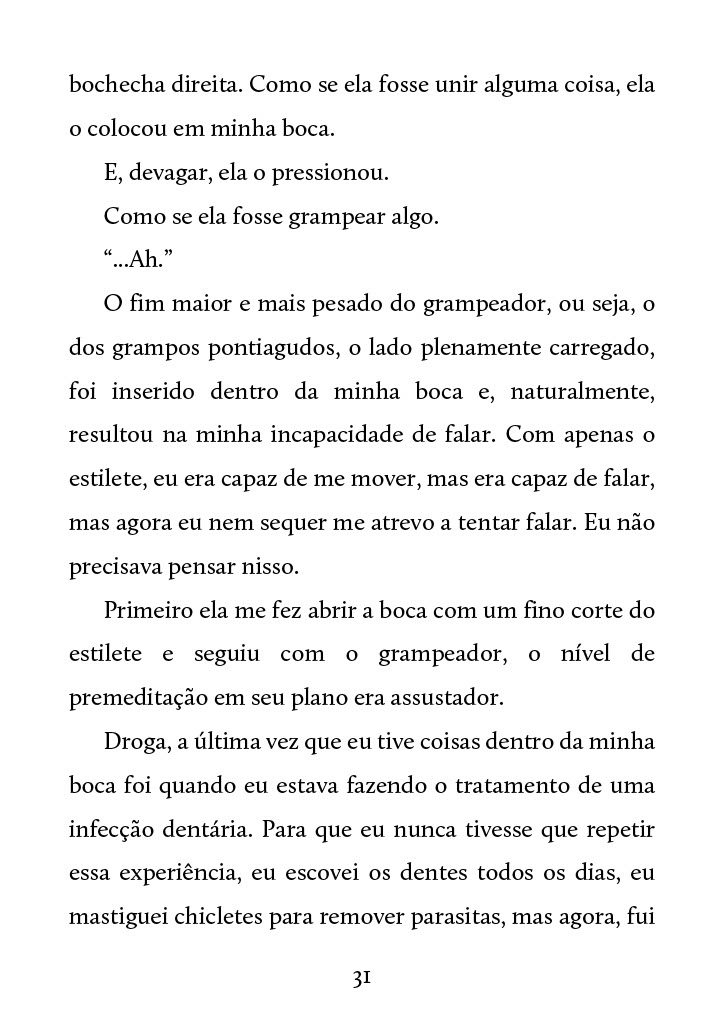 bochecha direita. Como se ela fosse unir alguma coisa, ela
o colocou em minha boca.
E, devagar, ela o pressionou.
Como se ela fosse grampear algo.
“...Ah.”
O fim maior e mais pesado do grampeador, ou seja, o
dos grampos pontiagudos, o lado plenamente carregado,
foi inserido dentro da minha boca e, naturalmente,
resultou na minha incapacidade de falar. Com apenas o
estilete, eu era capaz de me mover, mas era capaz de falar,
mas agora eu nem sequer me atrevo a tentar falar. Eu não
precisava pensar nisso.
Primeiro ela me fez abrir a boca com um fino corte do
estilete e seguiu com o grampeador, o nível de
premeditação em seu plano era assustador.
Droga, a última vez que eu tive coisas dentro da minha
boca foi quando eu estava fazendo o tratamento de uma
infecção dentária. Para que eu nunca tivesse que repetir
essa experiência, eu escovei os dentes todos os dias, eu
mastiguei chicletes para remover parasitas, mas agora, fui
31